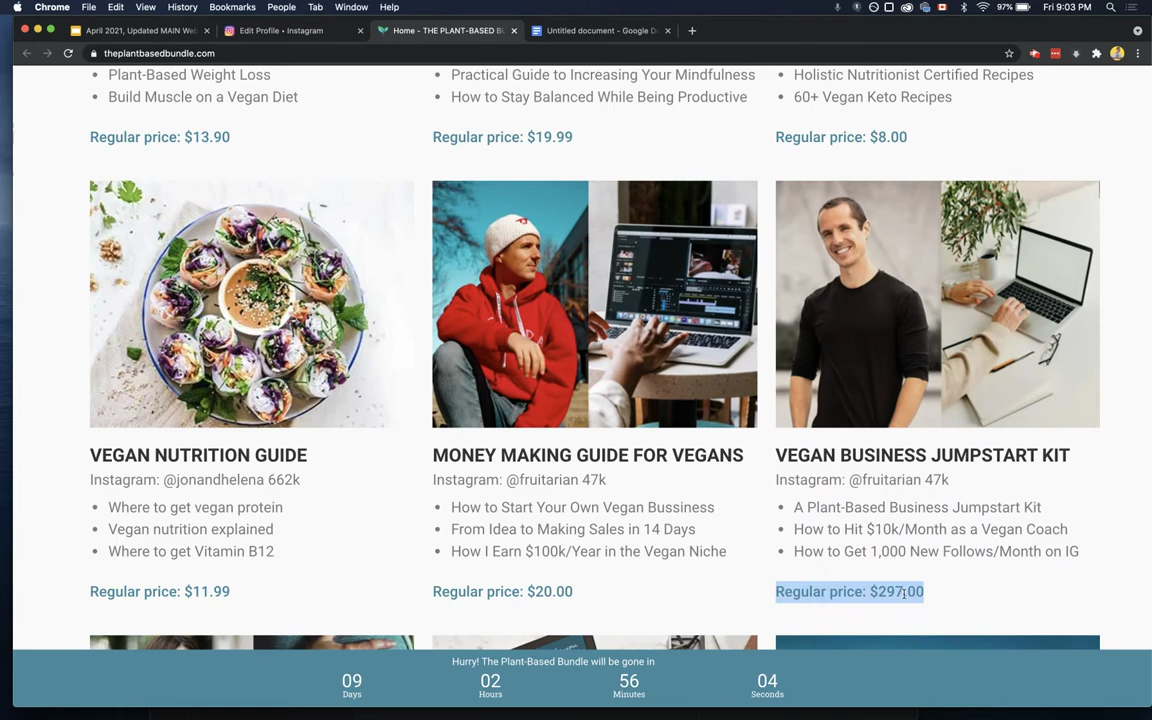 Chrome File Edit View History Bookmarks People Tab Window Help
97% Fri 9:03 PM
April 2021, Updated MAIN Web
Edit Profile • Instagram
Home - THE PLANT-BASED B
Untitled document - Google D
theplantbasedbundle.com
• Plant-Based Weight Loss
• Build Muscle on a Vegan Diet
Regular price: $13.90
• Practical Guide to Increasing Your Mindfulness
• How to Stay Balanced While Being Productive
Regular price: $19.99
• Holistic Nutritionist Certified Recipes
• 60+ Vegan Keto Recipes
Regular price: $8.00
VEGAN NUTRITION GUIDE
Instagram: @jonandhelena 662k
• Where to get vegan protein
• Vegan nutrition explained
• Where to get Vitamin B12
Regular price: $11.99
MONEY MAKING GUIDE FOR VEGANS
Instagram: @fruitarian 47k
• How to Start Your Own Vegan Bussiness
• From Idea to Making Sales in 14 Days
• How I Earn $100k/Year in the Vegan Niche
Regular price: $20.00
VEGAN BUSINESS JUMPSTART KIT
Instagram: @fruitarian 47k
• A Plant-Based Business Jumpstart Kit
• How to Hit $10k/Month as a Vegan Coach
• How to Get 1,000 New Follows/Month on IG
Regular price: $297.00
Hurry! The Plant-Based Bundle will be gone in
09 02 56 04
Days Hours Minutes Seconds